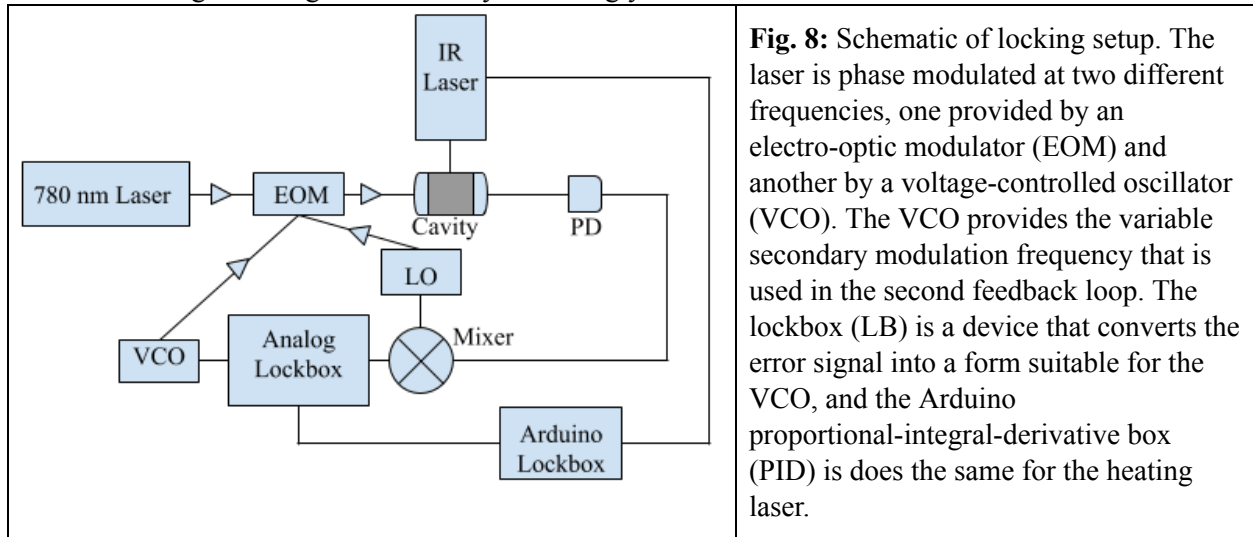 IR
Laser
780 nm Laser
EOM
Cavity
PD
LO
Mixer
VCO
Analog
Lockbox
Arduino
Lockbox
Fig. 8: Schematic of locking setup. The
laser is phase modulated at two different
frequencies, one provided by an
electro-optic modulator (EOM) and
another by a voltage-controlled oscillator
(VCO). The VCO provides the variable
secondary modulation frequency that is
used in the second feedback loop. The
lockbox (LB) is a device that converts the
error signal into a form suitable for the
VCO, and the Arduino
proportional-integral-derivative box
(PID) is does the same for the heating
laser.